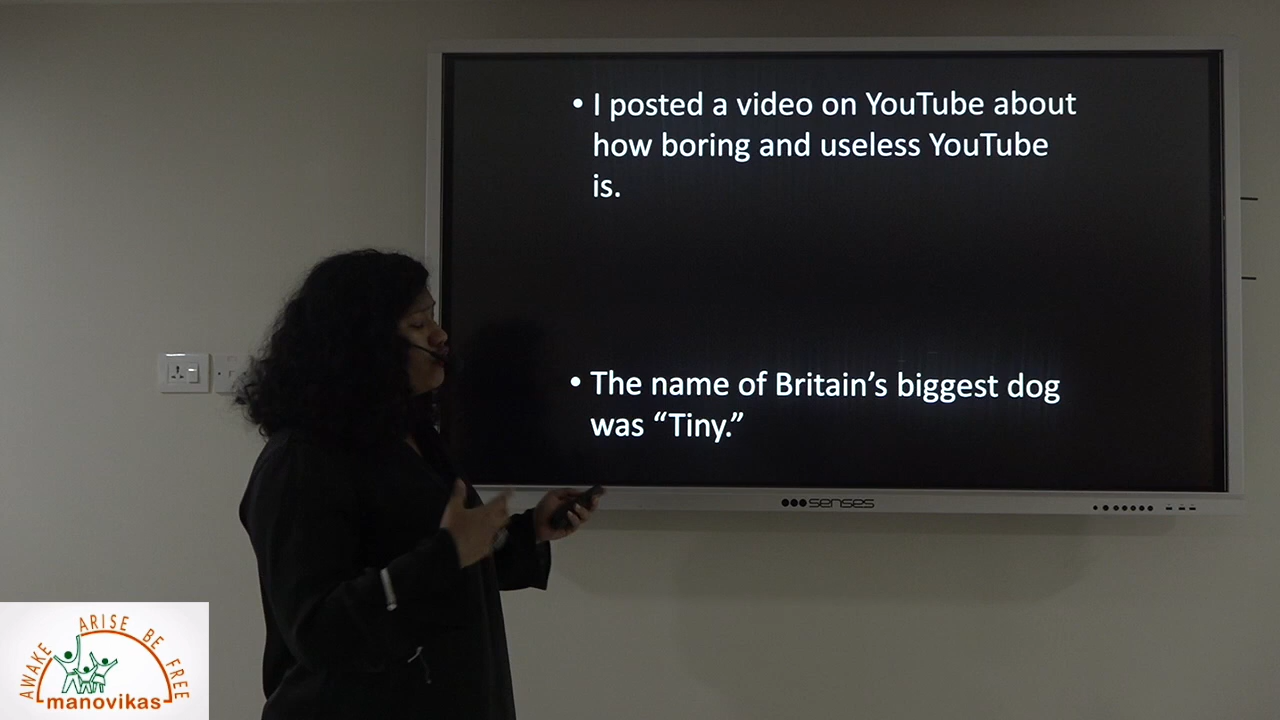 • I posted a video on YouTube about
how boring and useless YouTube
is.
• The name of Britain’s biggest dog
was “Tiny.”
senses
AWAKE ARISE BE FREE
manovikas